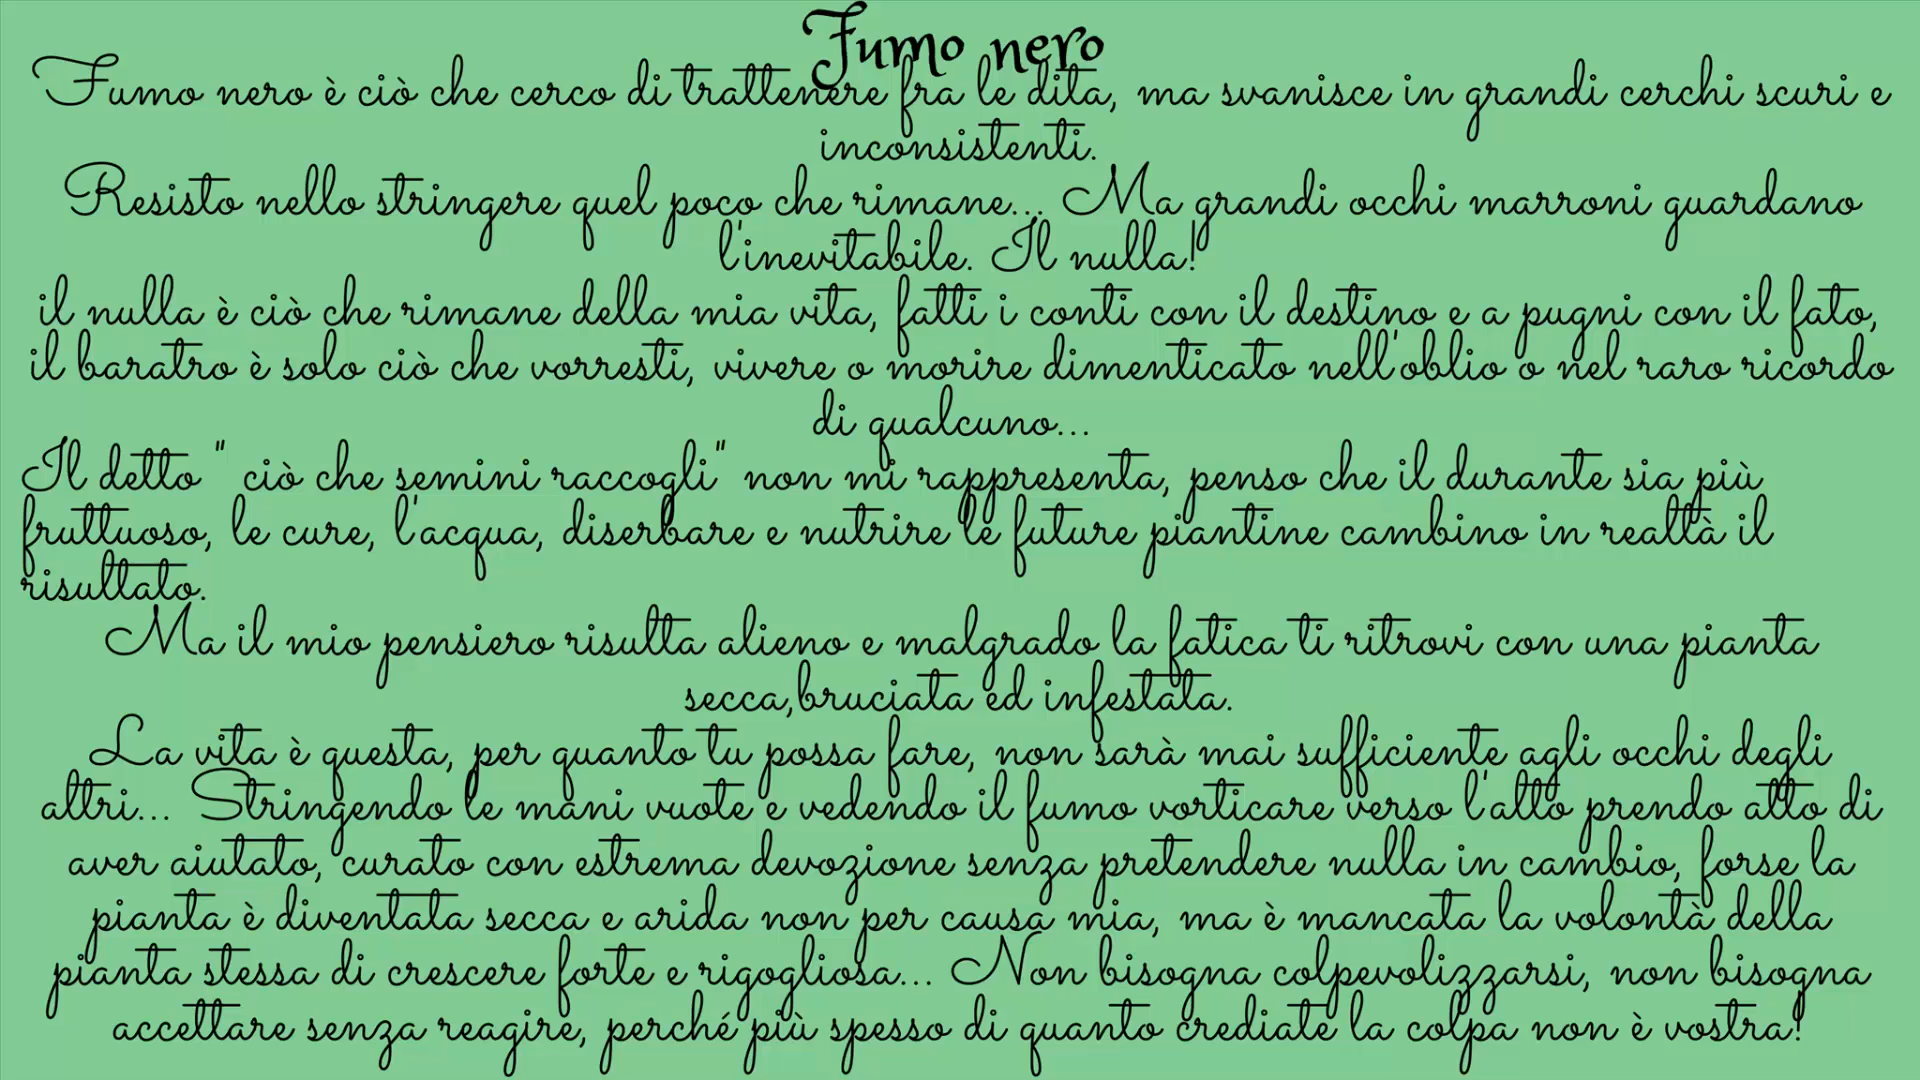 Fumo nero
Fumo nero è ciò che cerco di trattenere fra le dita, ma svanisce in grandi cerchi scuri e
inconsistenti.
Resisto nello stringere quel poco che rimane... Ma grandi occhi marroni guardano
l'inevitabile. Il nulla!
il nulla è ciò che rimane della mia vita, fatti i conti con il destino e a pugni con il fato,
il baratro è solo ciò che vorresti, vivere o morire dimenticato nell'oblio o nel raro ricordo
di qualcuno...
Il detto " ciò che semini raccogli" non mi rappresenta, penso che il durante sia più
fruttuoso, le cure, l'acqua, diserbare e nutrire le future piantine cambino in realtà il
risultato.
Ma il mio pensiero risulta alieno e malgrado la fatica ti ritrovi con una pianta
secca,bruciata ed infestata.
La vita è questa, per quanto tu possa fare, non sarà mai sufficiente agli occhi degli
altri... Stringendo le mani vuote e vedendo il fumo vorticare verso l'alto prendo atto di
aver aiutato, curato con estrema devozione senza pretendere nulla in cambio, forse la
pianta è diventata secca e arida non per causa mia, ma è mancata la volontà della
pianta stessa di crescere forte e rigogliosa... Non bisogna colpevolizzarsi, non bisogna
accettare senza reagire, perché più spesso di quanto crediate la colpa non è vostra!